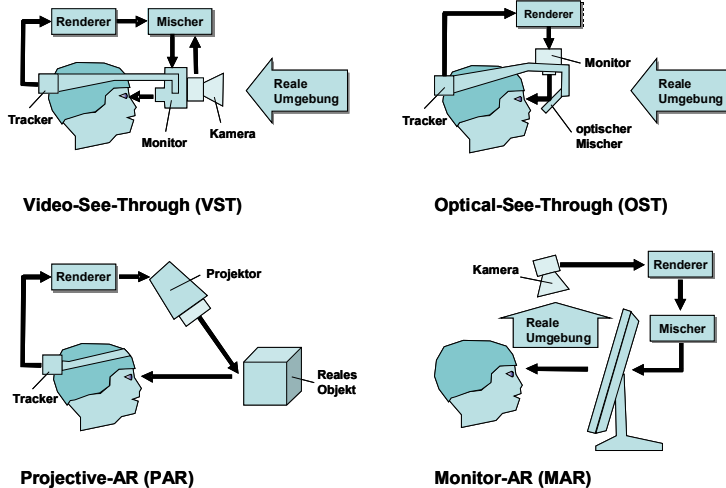 Renderer
Mischer
Tracker
Monitor
Kamera
Reale
Umgebung
Video-See-Through (VST)
Renderer
Monitor
Tracker
optischer
Mischer
Reale
Umgebung
Optical-See-Through (OST)
Renderer
Projektor
Tracker
Reales
Objekt
Projective-AR (PAR)
Kamera
Renderer
Reale
Umgebung
Mischer
Monitor-AR (MAR)